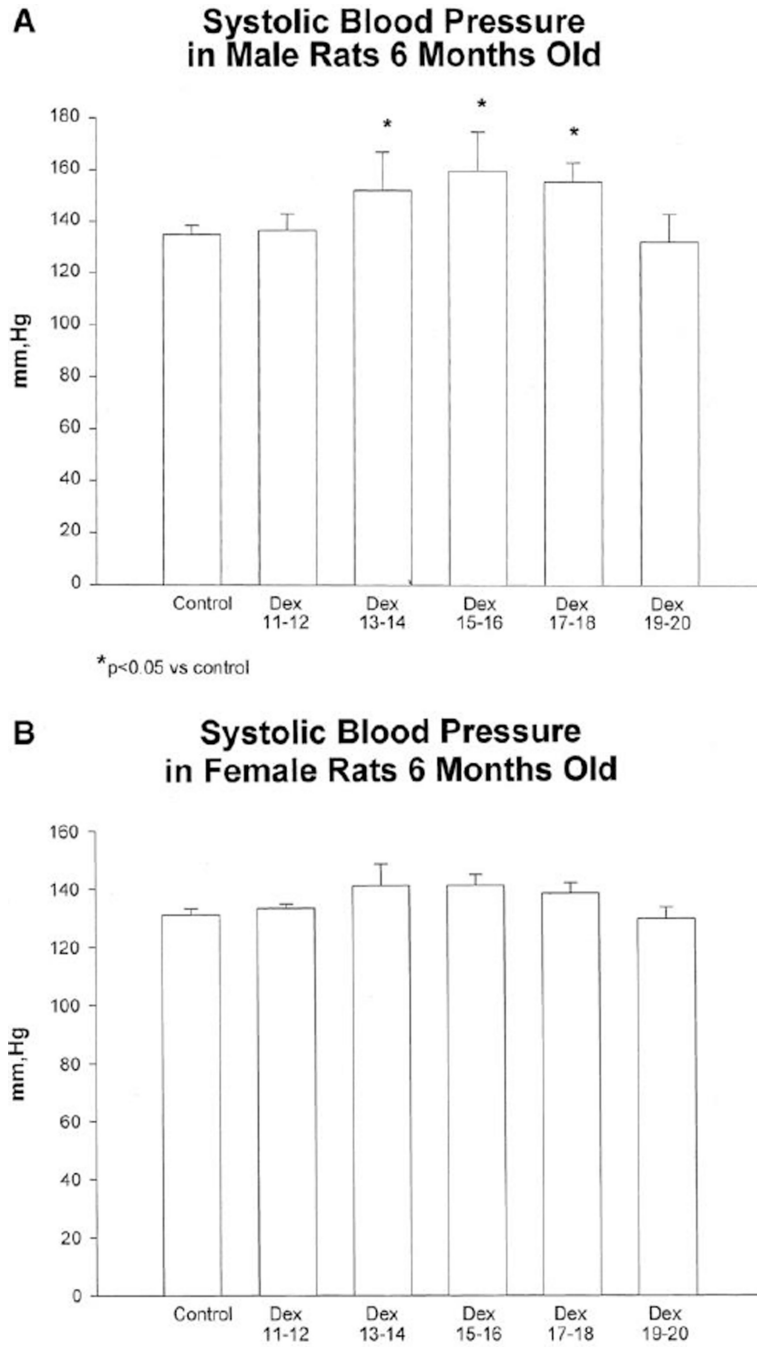 A
Systolic Blood Pressure
in Male Rats 6 Months Old
180
160
140
120
100
80
60
40
20
0
mm,Hg
* * *
Control Dex Dex Dex Dex Dex
11-12 13-14 15-16 17-18 19-20
*p<0.05 vs control
B
Systolic Blood Pressure
in Female Rats 6 Months Old
160
140
120
100
80
60
40
20
0
mm,Hg
Control Dex Dex Dex Dex Dex
11-12 13-14 15-16 17-18 19-20